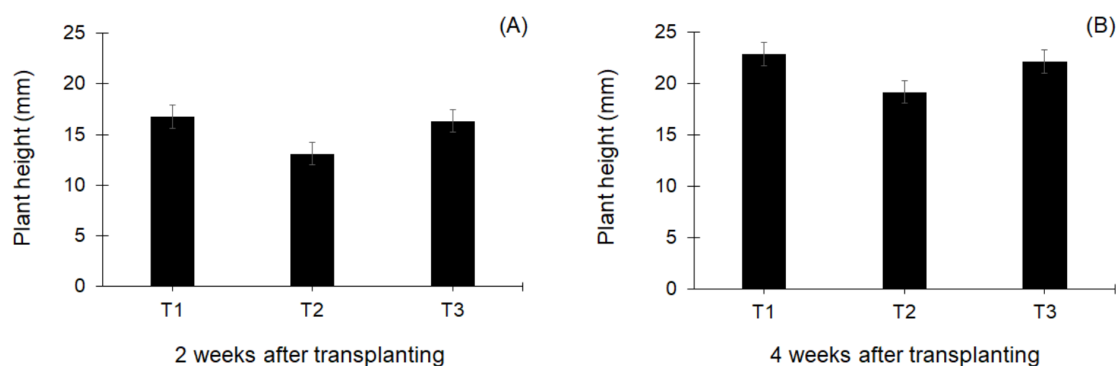 (A)
Plant height (mm)
25
20
15
10
5
0
T1 T2 T3
2 weeks after transplanting
(B)
Plant height (mm)
25
20
15
10
5
0
T1 T2 T3
4 weeks after transplanting